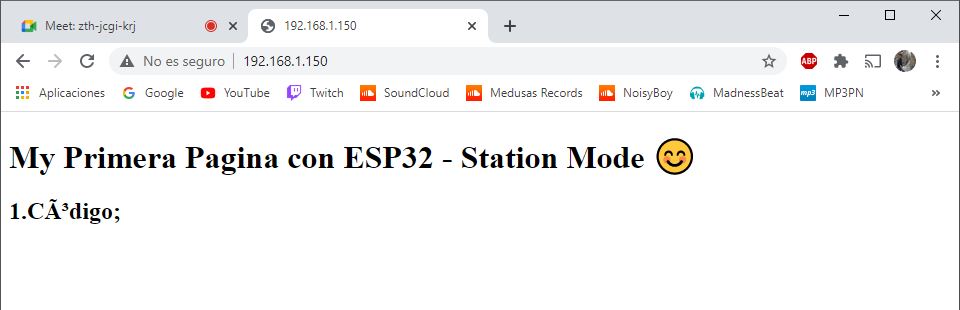 Meet: zth-jcgi-krj
192.168.1.150
No es seguro 192.168.1.150
ABP
Aplicaciones Google YouTube Twitch SoundCloud Medusas Records NoisyBoy MadnessBeat mp3 MP3PN »
My Primera Pagina con ESP32 - Station Mode 😊
1.CÃ³digo;